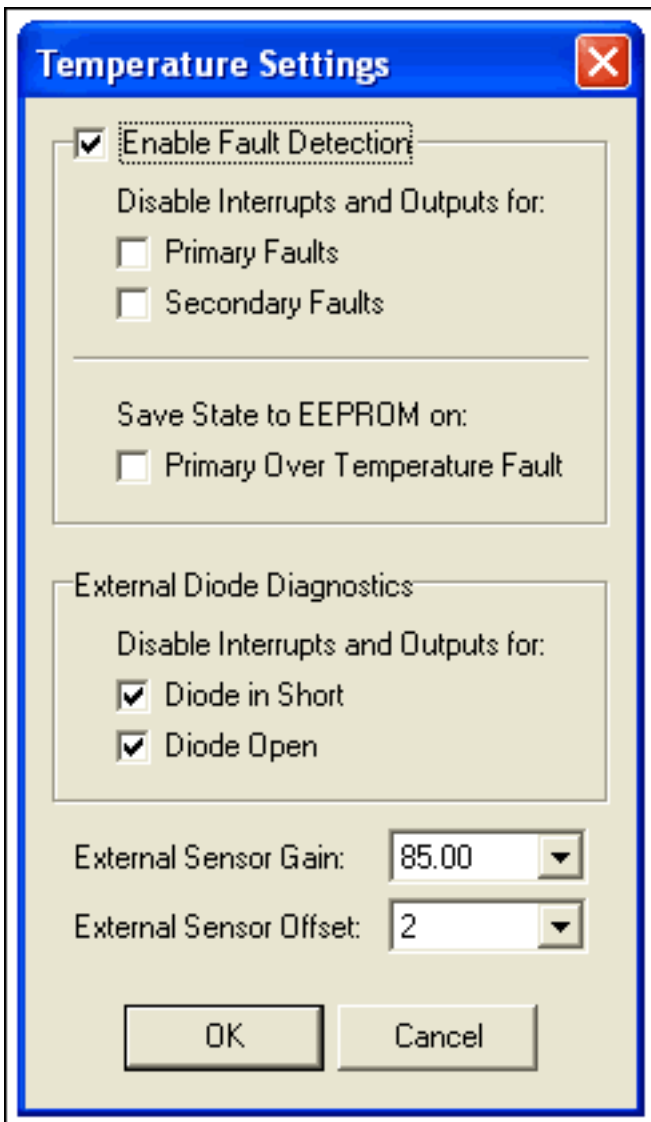 Temperature Settings
Enable Fault Detection
Disable Interrupts and Outputs for:
Primary Faults
Secondary Faults
Save State to EEPROM on:
Primary Over Temperature Fault
External Diode Diagnostics
Disable Interrupts and Outputs for:
Diode in Short
Diode Open
External Sensor Gain: 85.00
External Sensor Offset: 2
OK Cancel